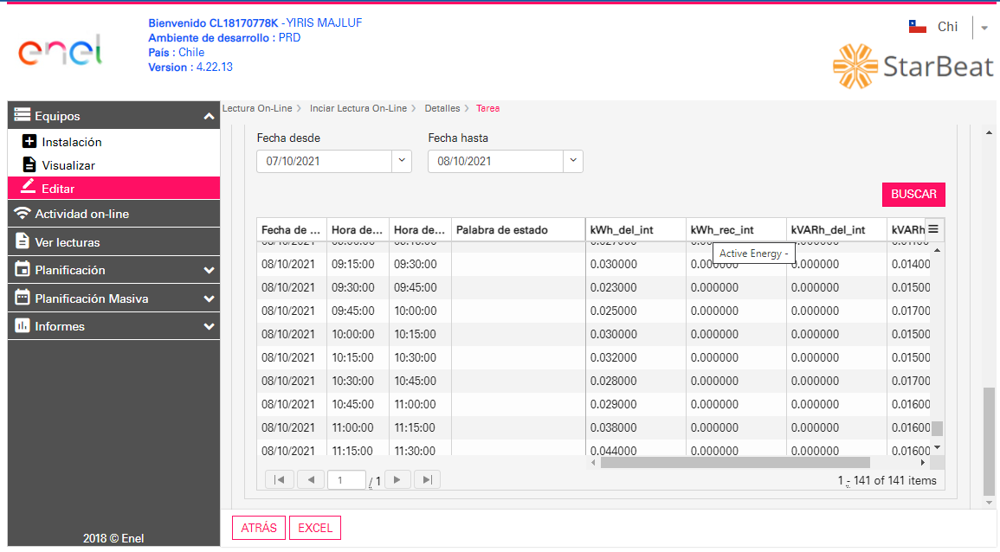 enel
Bienvenido CL18170778K - YIRIS MAJLUF
Ambiente de desarrollo : PRD
País : Chile
Version : 4.22.13
Chi
StarBeat
Equipos
Instalación
Visualizar
Editar
Actividad on-line
Ver lecturas
Planificación
Planificación Masiva
Informes
2018 © Enel
Lectura On-Line > Inciar Lectura On-Line > Detalles > Tarea
Fecha desde Fecha hasta
07/10/2021 08/10/2021
BUSCAR
Fecha de ... Hora de... Hora de... Palabra de estado kWh_del_int kWh_rec_int kVARh_del_int kVARh
Active Energy -
08/10/2021 09:15:00 09:30:00 0.030000 0.000000 0.000000 0.01400
08/10/2021 09:30:00 09:45:00 0.023000 0.000000 0.000000 0.01500
08/10/2021 09:45:00 10:00:00 0.025000 0.000000 0.000000 0.01700
08/10/2021 10:00:00 10:15:00 0.030000 0.000000 0.000000 0.01500
08/10/2021 10:15:00 10:30:00 0.032000 0.000000 0.000000 0.01500
08/10/2021 10:30:00 10:45:00 0.028000 0.000000 0.000000 0.01700
08/10/2021 10:45:00 11:00:00 0.029000 0.000000 0.000000 0.01600
08/10/2021 11:00:00 11:15:00 0.038000 0.000000 0.000000 0.01600
08/10/2021 11:15:00 11:30:00 0.044000 0.000000 0.000000 0.01600
1 / 1
1 - 141 of 141 items
ATRÁS EXCEL